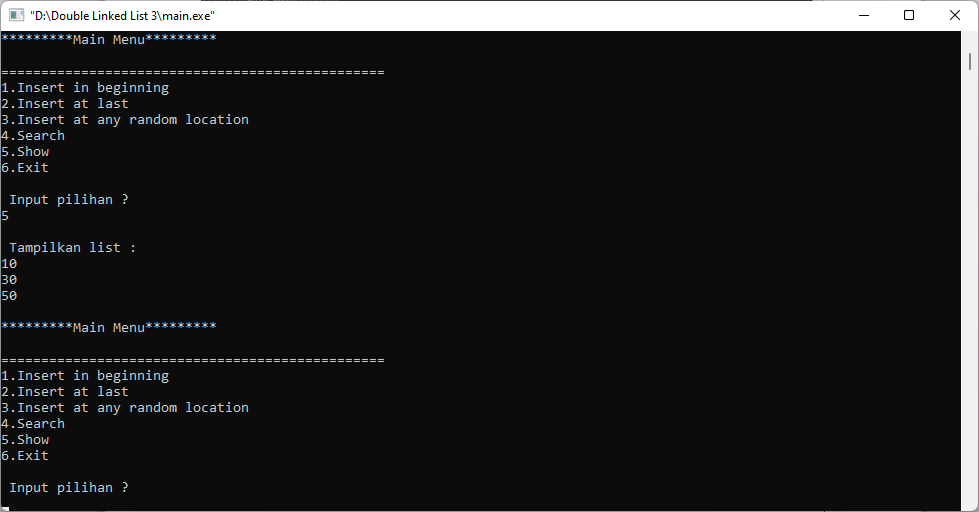 "D:\Double Linked List 3\main.exe"
*********Main Menu*********
================================================
1.Insert in beginning
2.Insert at last
3.Insert at any random location
4.Search
5.Show
6.Exit
Input pilihan ?
5
Tampilkan list :
10
30
50
*********Main Menu*********
================================================
1.Insert in beginning
2.Insert at last
3.Insert at any random location
4.Search
5.Show
6.Exit
Input pilihan ?